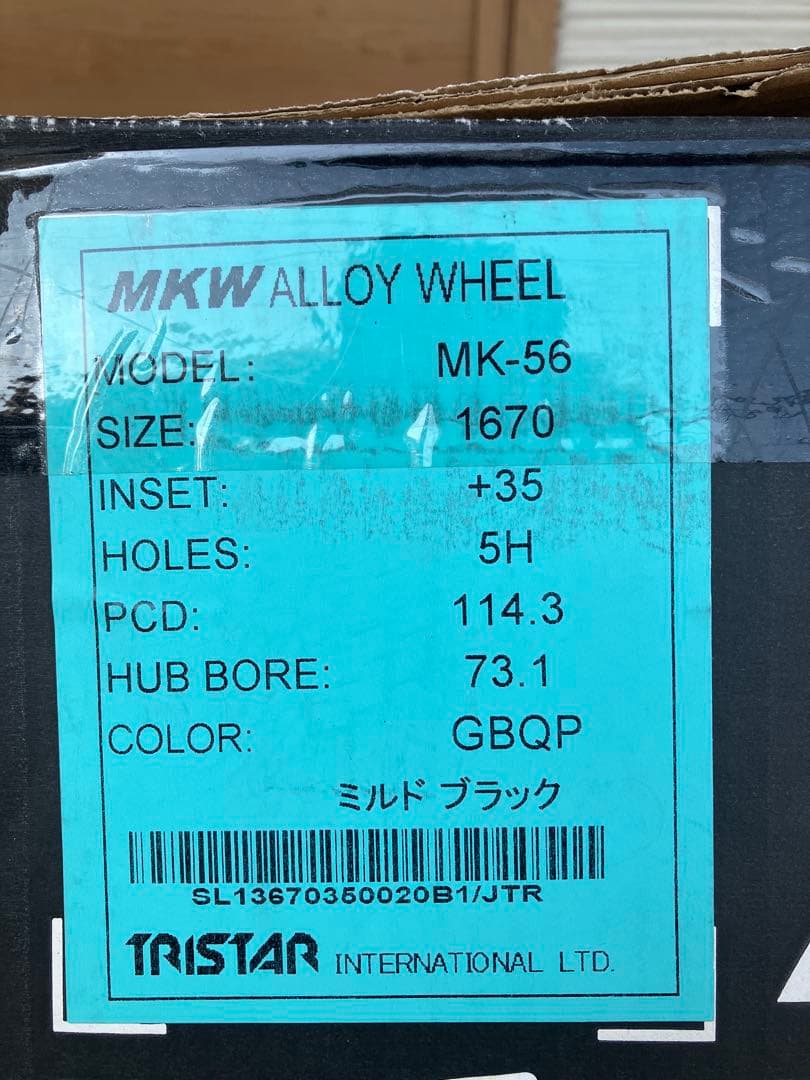 MKW ALLOY WHEEL
MODEL: MK-56
SIZE: 1670
INSET: +35
HOLES: 5H
PCD: 114.3
HUB BORE: 73.1
COLOR: GBQP
ミルド ブラック
SL13670350020B1/JTR
TRISTAR INTERNATIONAL LTD.